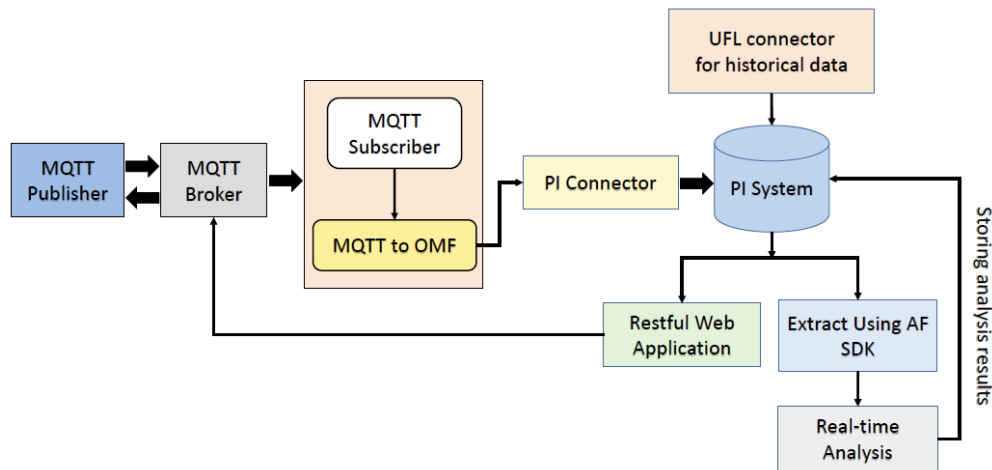 UFL connector
for historical data
MQTT
Subscriber
MQTT
Publisher
MQTT
Broker
PI Connector
PI System
MQTT to OMF
Restful Web
Application
Extract Using AF
SDK
Storing analysis results
Real-time
Analysis